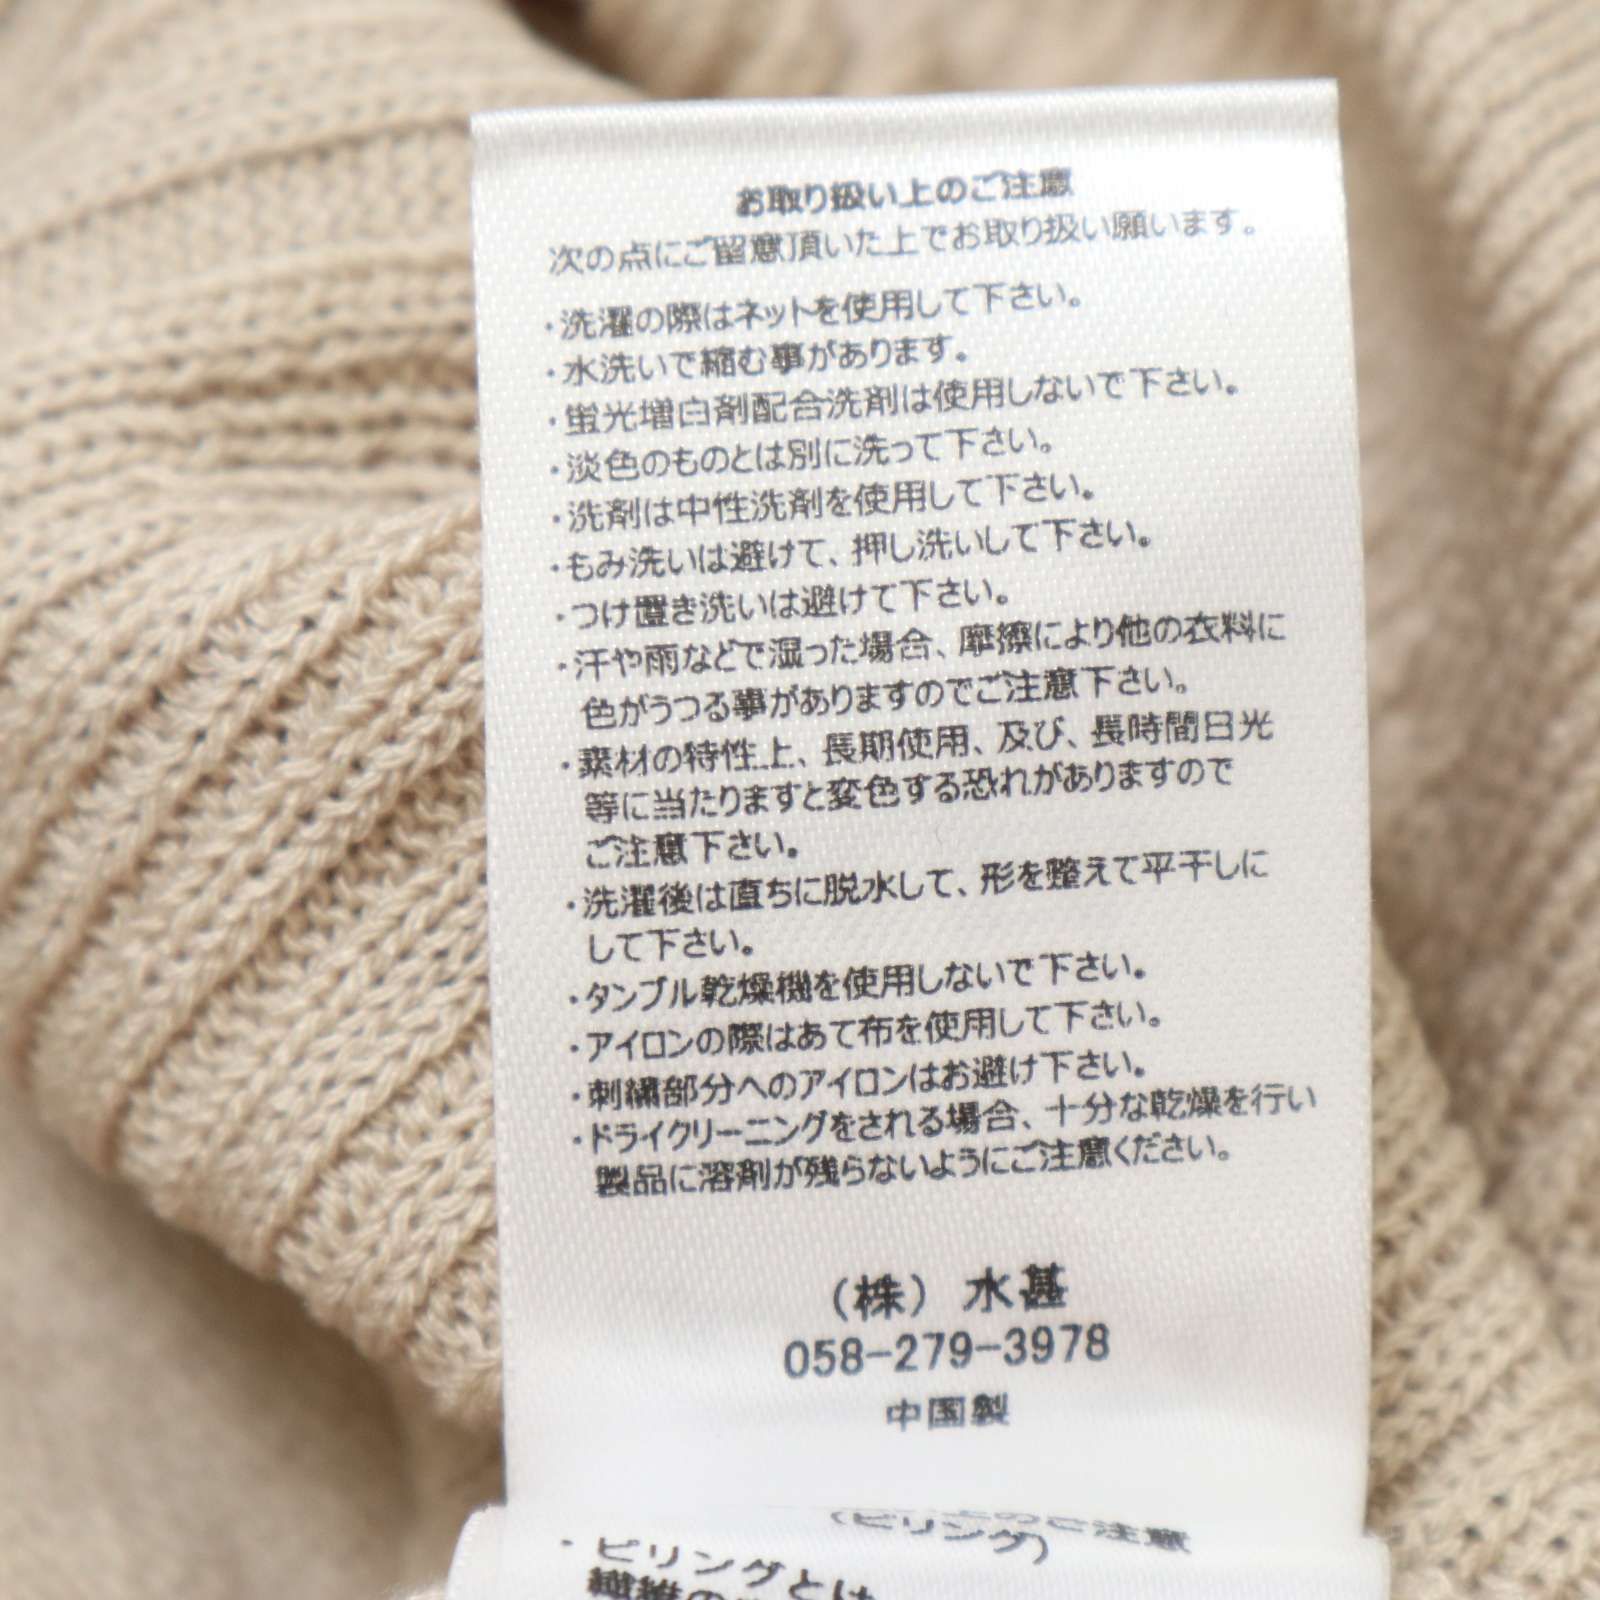 お取り扱い上のご注意
次の点にご留意頂いた上でお取り扱い願います。
・洗濯の際はネットを使用して下さい。
・水洗いで縮む事があります。
・蛍光増白剤配合洗剤は使用しないで下さい。
・淡色のものとは別に洗って下さい。
・洗剤は中性洗剤を使用して下さい。
・もみ洗いは避けて、押し洗いして下さい。
・つけ置き洗いは避けて下さい。
・汗や雨などで湿った場合、摩擦により他の衣料に
色がうつる事がありますのでご注意下さい。
・素材の特性上、長期使用、及び、長時間日光
等に当たりますと変色する恐れがありますので
ご注意下さい。
・洗濯後は直ちに脱水して、形を整えて平干しに
して下さい。
・タンブル乾燥機を使用しないで下さい。
・アイロンの際はあて布を使用して下さい。
・刺繍部分へのアイロンはお避け下さい。
・ドライクリーニングをされる場合、十分な乾燥を行い
製品に溶剤が残らないようにご注意ください。
(株) 水甚
058-279-3978
中国製
のご注意
(ピリング)
・ピリングとは
繊維の